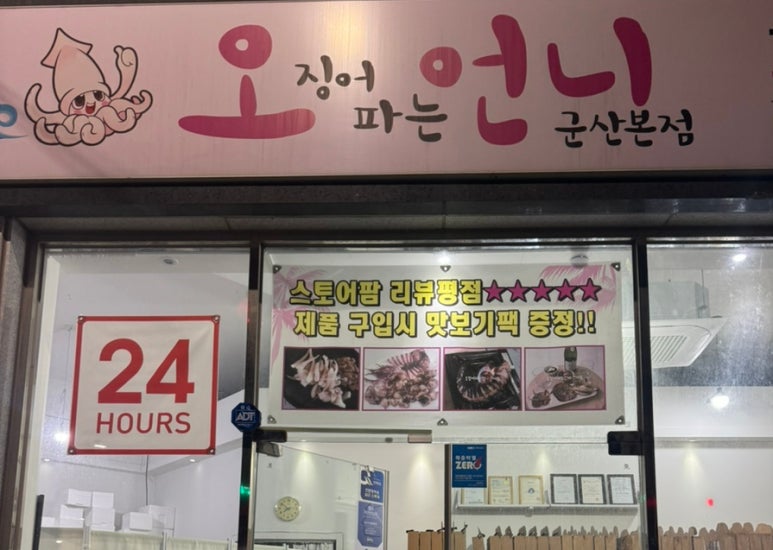 오징어 파는 언니
군산본점
스토어팜 리뷰평점★★★★★
제품 구입시 맛보기팩 증정!!
24
HOURS
ADT
ZERO